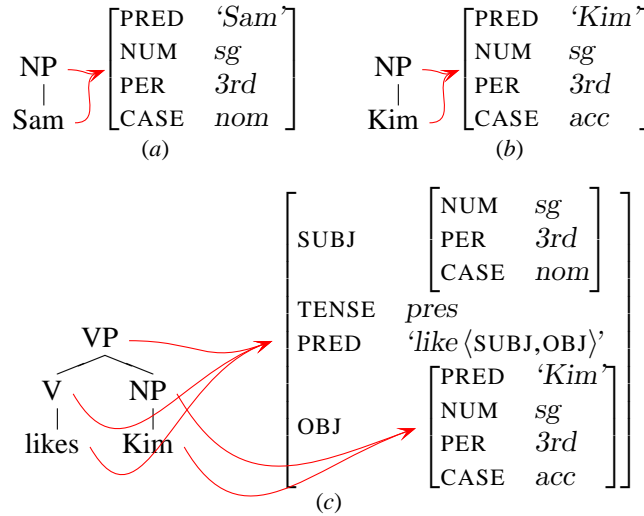 PRED ‘Sam’
NUM sg
PER 3rd
CASE nom
NP
Sam
(a)
PRED ‘Kim’
NUM sg
PER 3rd
CASE acc
NP
Kim
(b)
SUBJ
NUM sg
PER 3rd
CASE nom
TENSE pres
PRED ‘like⟨SUBJ,OBJ⟩’
OBJ
PRED ‘Kim’
NUM sg
PER 3rd
CASE acc
VP
V NP
likes Kim
(c)